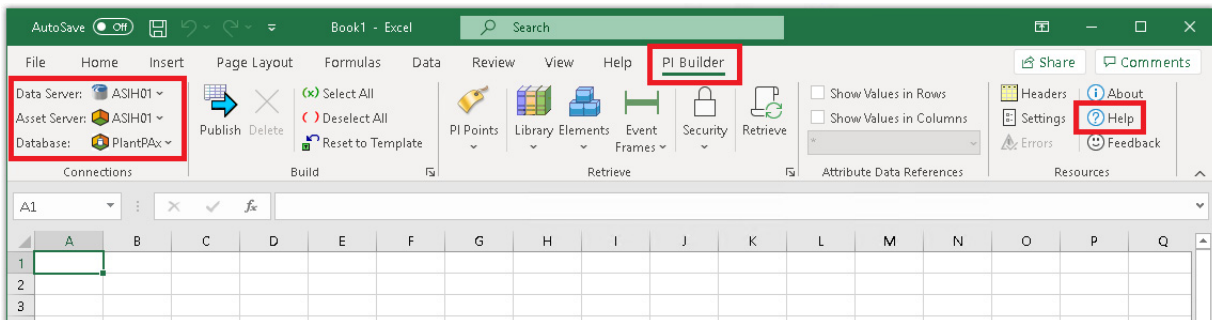 AutoSave Off Book1 - Excel Search
File Home Insert Page Layout Formulas Data Review View Help PI Builder Share Comments
Data Server: ASIH01
Asset Server: ASIH01
Database: PlantPAx
Connections
Publish Delete
(×) Select All
( ) Deselect All
Reset to Template
Build
PI Points
Library Elements Event Frames
Security
Retrieve
Retrieve
Show Values in Rows
Show Values in Columns
*
Attribute Data References
Headers
Settings
Errors
About
Help
Feedback
Resources
A1 fx
A B C D E F G H I J K L M N O P Q
1
2
3